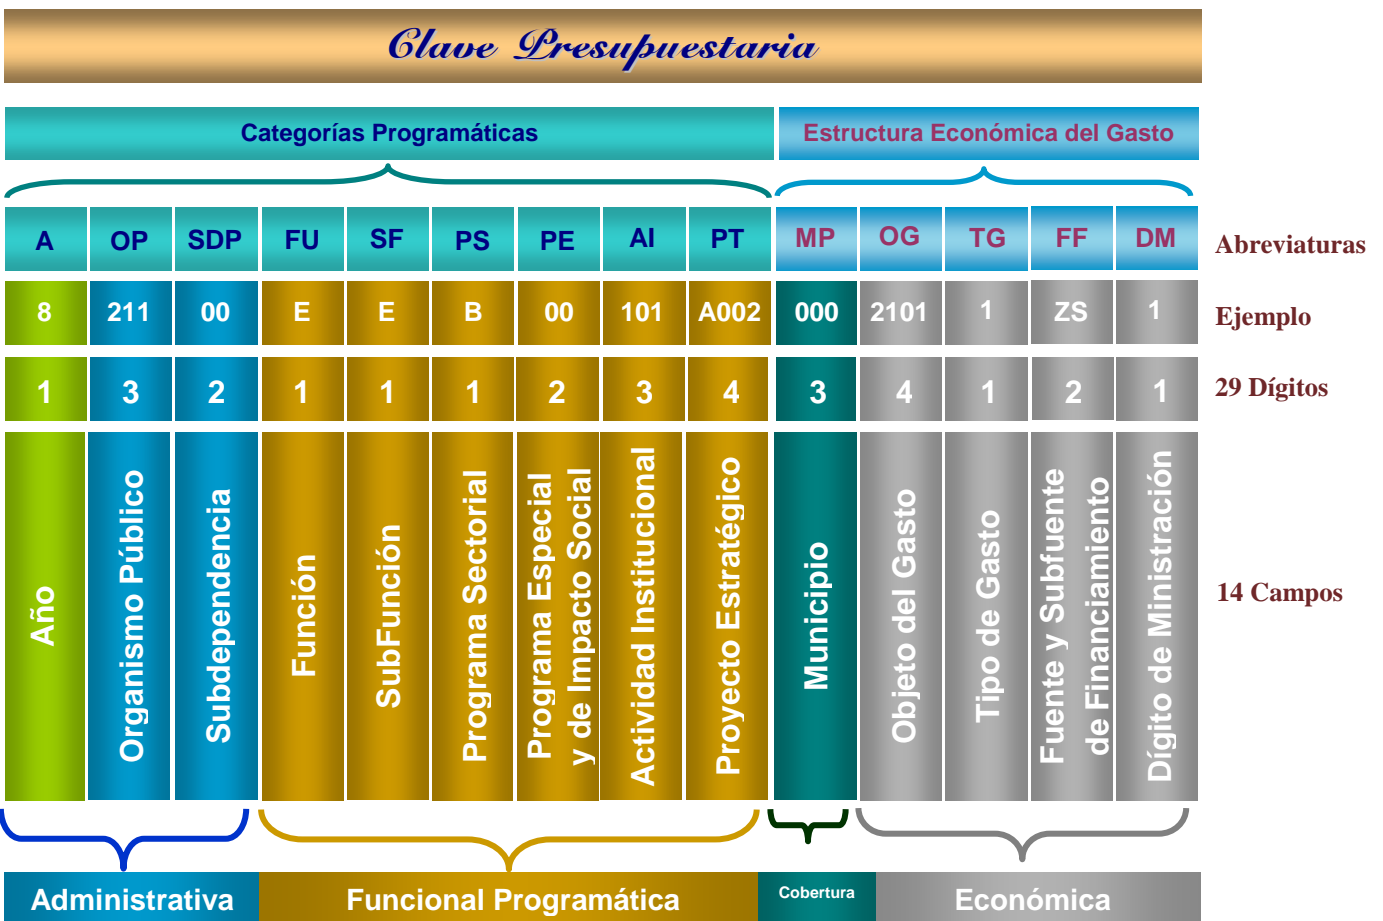 Clave Presupuestaria
Categorías Programáticas Estructura Económica del Gasto
A OP SDP FU SF PS PE AI PT MP OG TG FF DM Abreviaturas
8 211 00 E E B 00 101 A002 000 2101 1 ZS 1 Ejemplo
1 3 2 1 1 1 2 3 4 3 4 1 2 1 29 Dígitos
Año
Organismo Público
Subdependencia
Función
SubFunción
Programa Sectorial
Programa Especial
y de Impacto Social
Actividad Institucional
Proyecto Estratégico
Municipio
Objeto del Gasto
Tipo de Gasto
Fuente y Subfuente
de Financiamiento
Dígito de Ministración
14 Campos
Administrativa Funcional Programática Cobertura Económica